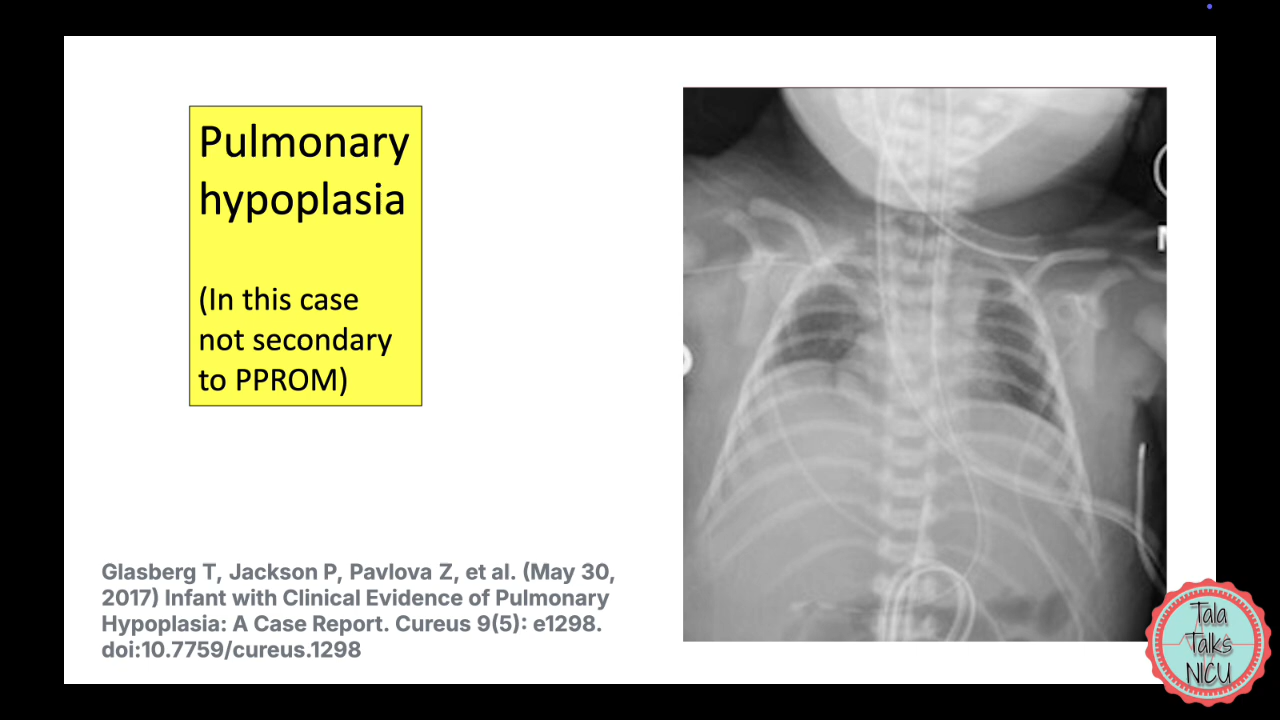 Pulmonary
hypoplasia
(In this case
not secondary
to PPROM)
Glasberg T, Jackson P, Pavlova Z, et al. (May 30,
2017) Infant with Clinical Evidence of Pulmonary
Hypoplasia: A Case Report. Cureus 9(5): e1298.
doi:10.7759/cureus.1298
Tala
Talks
NICU